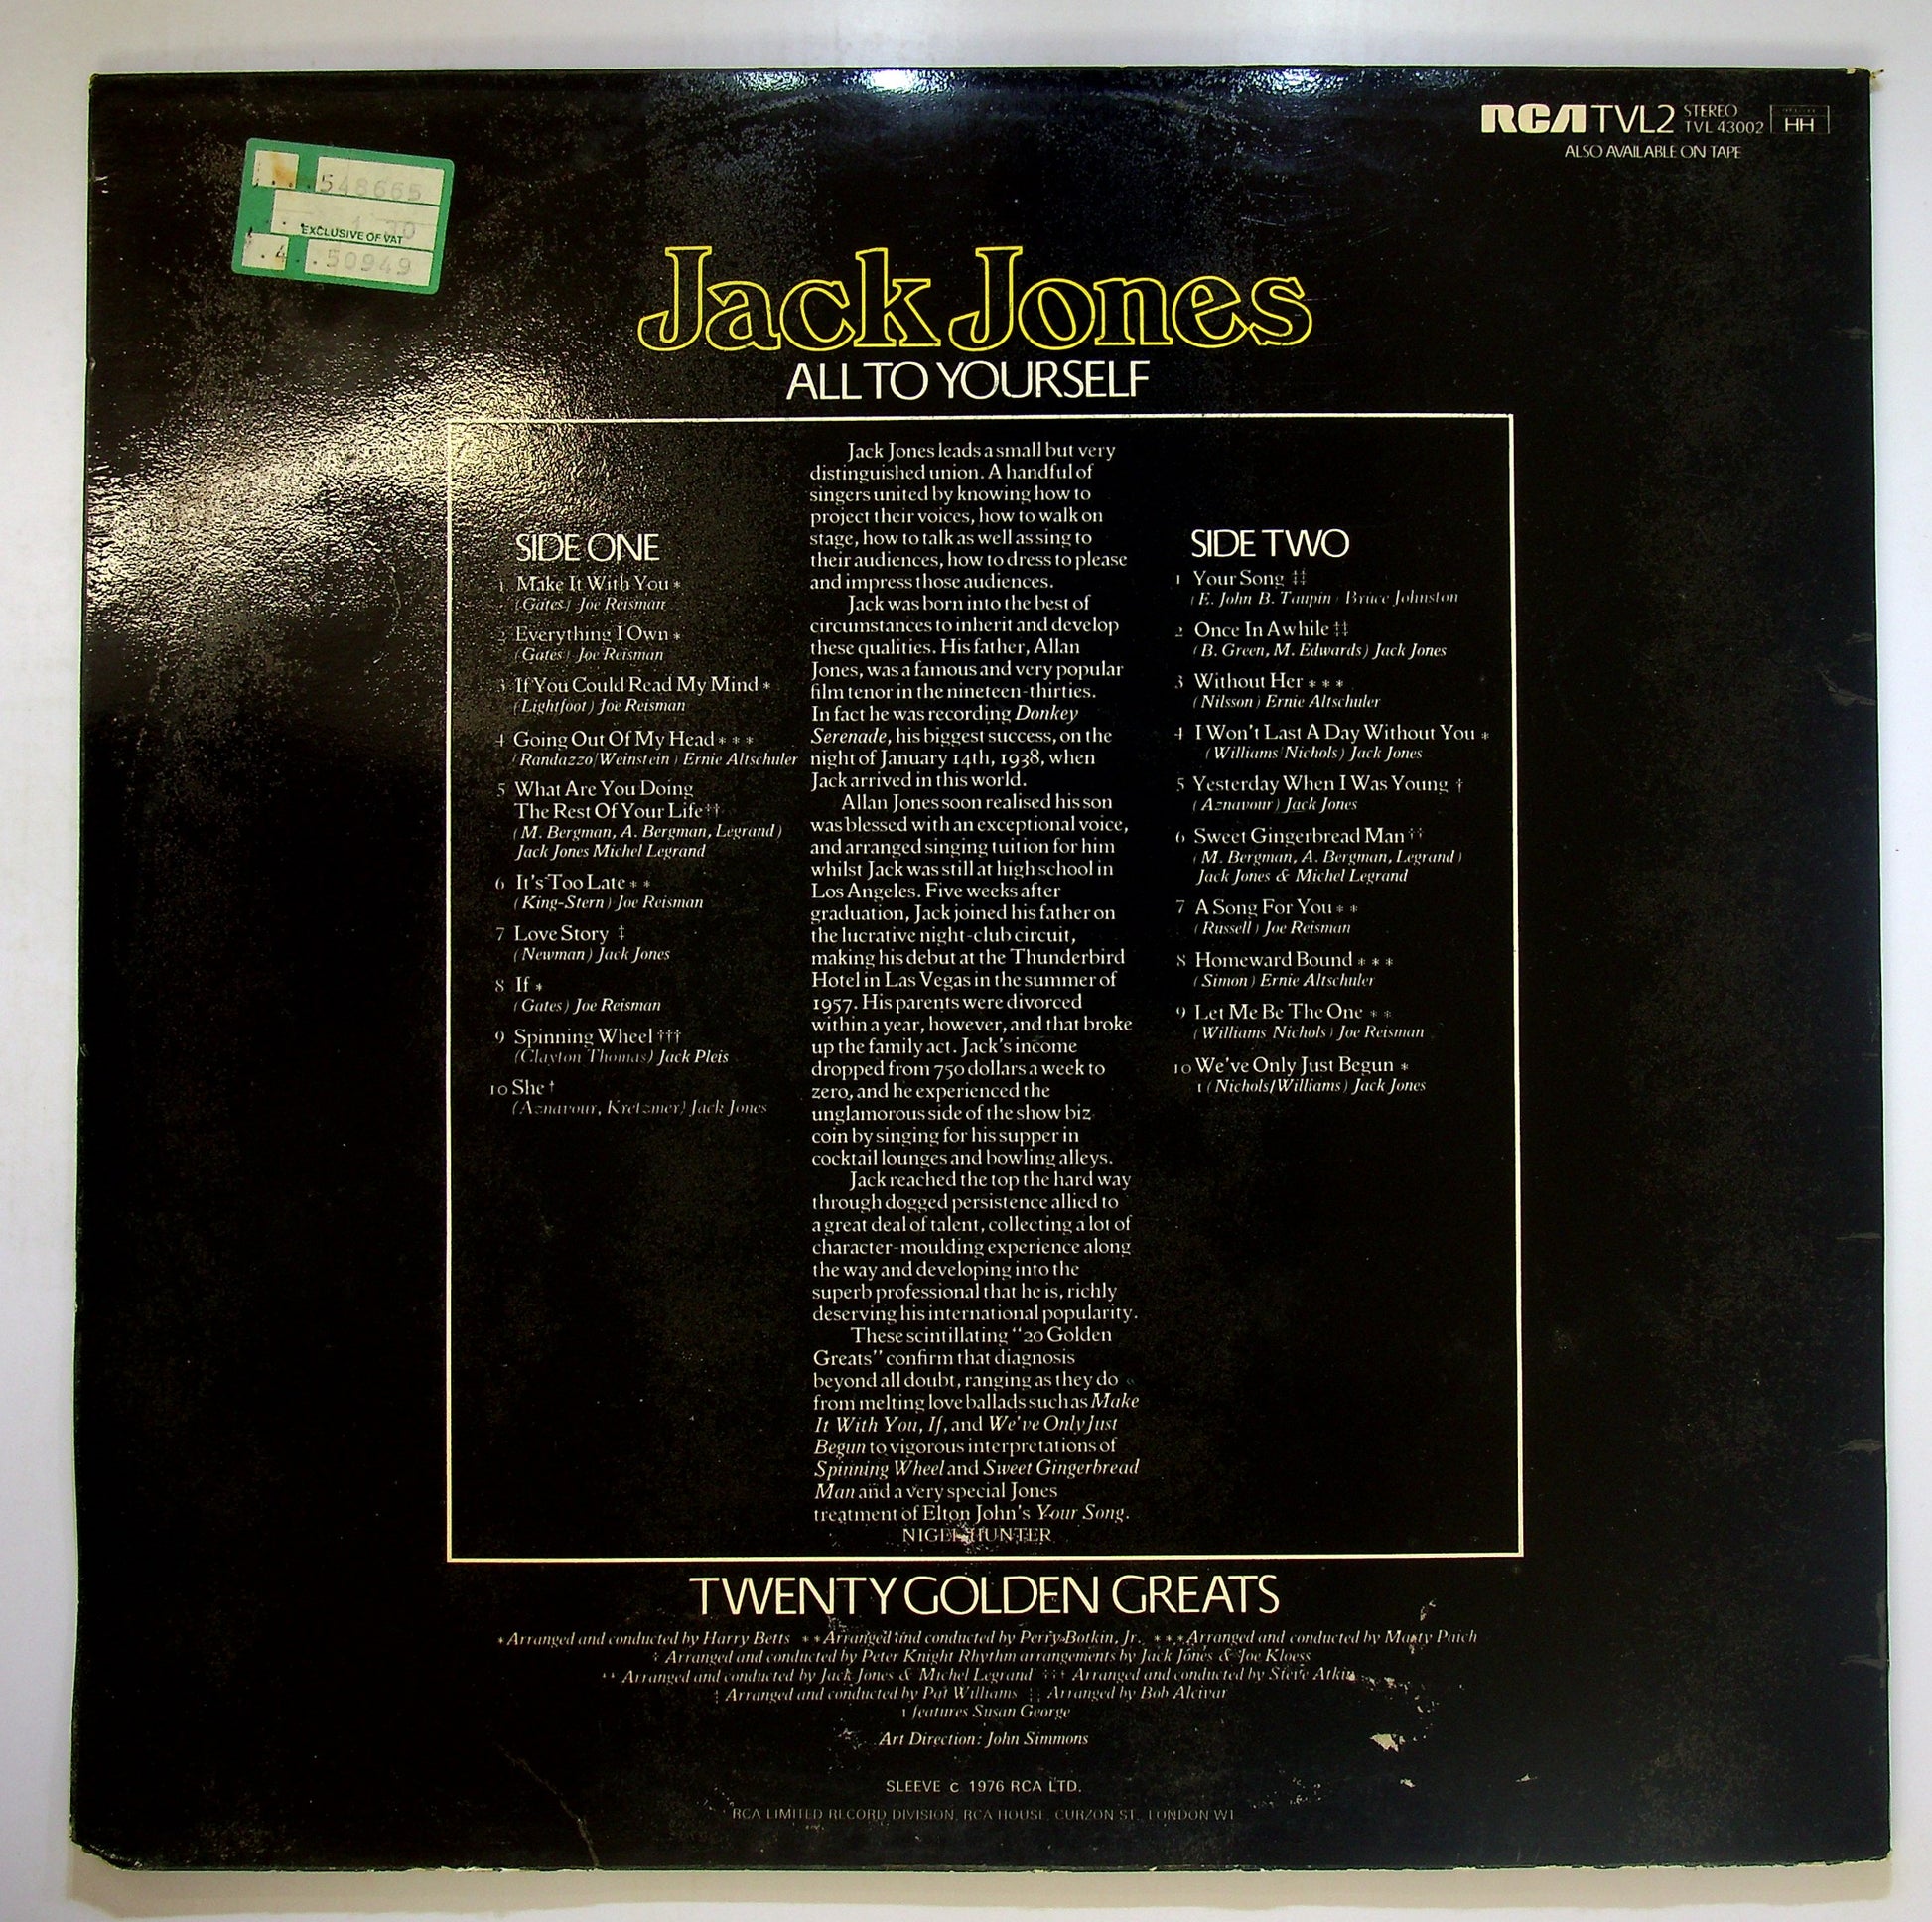 RCA TVL2 STEREO
TVL 43002 HH
ALSO AVAILABLE ON TAPE
548665
EXCLUSIVE OF VAT
.4..50949
Jack Jones
ALL TO YOURSELF
SIDE ONE
1 Make It With You *
(Gates) Joe Reisman
2 Everything I Own *
(Gates) Joe Reisman
3 If You Could Read My Mind *
(Lightfoot) Joe Reisman
4 Going Out Of My Head * * *
(Randazzo/Weinstein) Ernie Altschuler
5 What Are You Doing
The Rest Of Your Life ††
(M. Bergman, A. Bergman, Legrand)
Jack Jones Michel Legrand
6 It's Too Late * *
(King-Stern) Joe Reisman
7 Love Story ‡
(Newman) Jack Jones
8 If *
(Gates) Joe Reisman
9 Spinning Wheel †††
(Clayton Thomas) Jack Pleis
10 She †
(Aznavour, Kretzmer) Jack Jones
Jack Jones leads a small but very
distinguished union. A handful of
singers united by knowing how to
project their voices, how to walk on
stage, how to talk as well as sing to
their audiences, how to dress to please
and impress those audiences.
Jack was born into the best of
circumstances to inherit and develop
these qualities. His father, Allan
Jones, was a famous and very popular
film tenor in the nineteen-thirties.
In fact he was recording Donkey
Serenade, his biggest success, on the
night of January 14th, 1938, when
Jack arrived in this world.
Allan Jones soon realised his son
was blessed with an exceptional voice,
and arranged singing tuition for him
whilst Jack was still at high school in
Los Angeles. Five weeks after
graduation, Jack joined his father on
the lucrative night-club circuit,
making his debut at the Thunderbird
Hotel in Las Vegas in the summer of
1957. His parents were divorced
within a year, however, and that broke
up the family act. Jack's income
dropped from 750 dollars a week to
zero, and he experienced the
unglamorous side of the show biz
coin by singing for his supper in
cocktail lounges and bowling alleys.
Jack reached the top the hard way
through dogged persistence allied to
a great deal of talent, collecting a lot of
character-moulding experience along
the way and developing into the
superb professional that he is, richly
deserving his international popularity.
These scintillating "20 Golden
Greats" confirm that diagnosis
beyond all doubt, ranging as they do
from melting love ballads such as Make
It With You, If, and We've Only Just
Begun to vigorous interpretations of
Spinning Wheel and Sweet Gingerbread
Man and a very special Jones
treatment of Elton John's Your Song.
NIGEL HUNTER
SIDE TWO
1 Your Song ‡‡
(E. John B. Taupin) Bruce Johnston
2 Once In Awhile ‡‡
(B. Green, M. Edwards) Jack Jones
3 Without Her * * *
(Nilsson) Ernie Altschuler
4 I Won't Last A Day Without You *
(Williams/Nichols) Jack Jones
5 Yesterday When I Was Young †
(Aznavour) Jack Jones
6 Sweet Gingerbread Man ††
(M. Bergman, A. Bergman, Legrand)
Jack Jones & Michel Legrand
7 A Song For You * *
(Russell) Joe Reisman
8 Homeward Bound * * *
(Simon) Ernie Altschuler
9 Let Me Be The One * *
(Williams Nichols) Joe Reisman
10 We've Only Just Begun *
1 (Nichols/Williams) Jack Jones
TWENTY GOLDEN GREATS
* Arranged and conducted by Harry Betts * * Arranged and conducted by Perry Botkin, Jr. * * * Arranged and conducted by Marty Paich
† Arranged and conducted by Peter Knight Rhythm arrangements by Jack Jones & Joe Kloess
†† Arranged and conducted by Jack Jones & Michel Legrand ††† Arranged and conducted by Steve Atkin
‡ Arranged and conducted by Pat Williams ‡‡ Arranged by Bob Alcivar
1 features Susan George
Art Direction: John Simmons
SLEEVE c 1976 RCA LTD.
RCA LIMITED RECORD DIVISION, RCA HOUSE, CURZON ST., LONDON W1